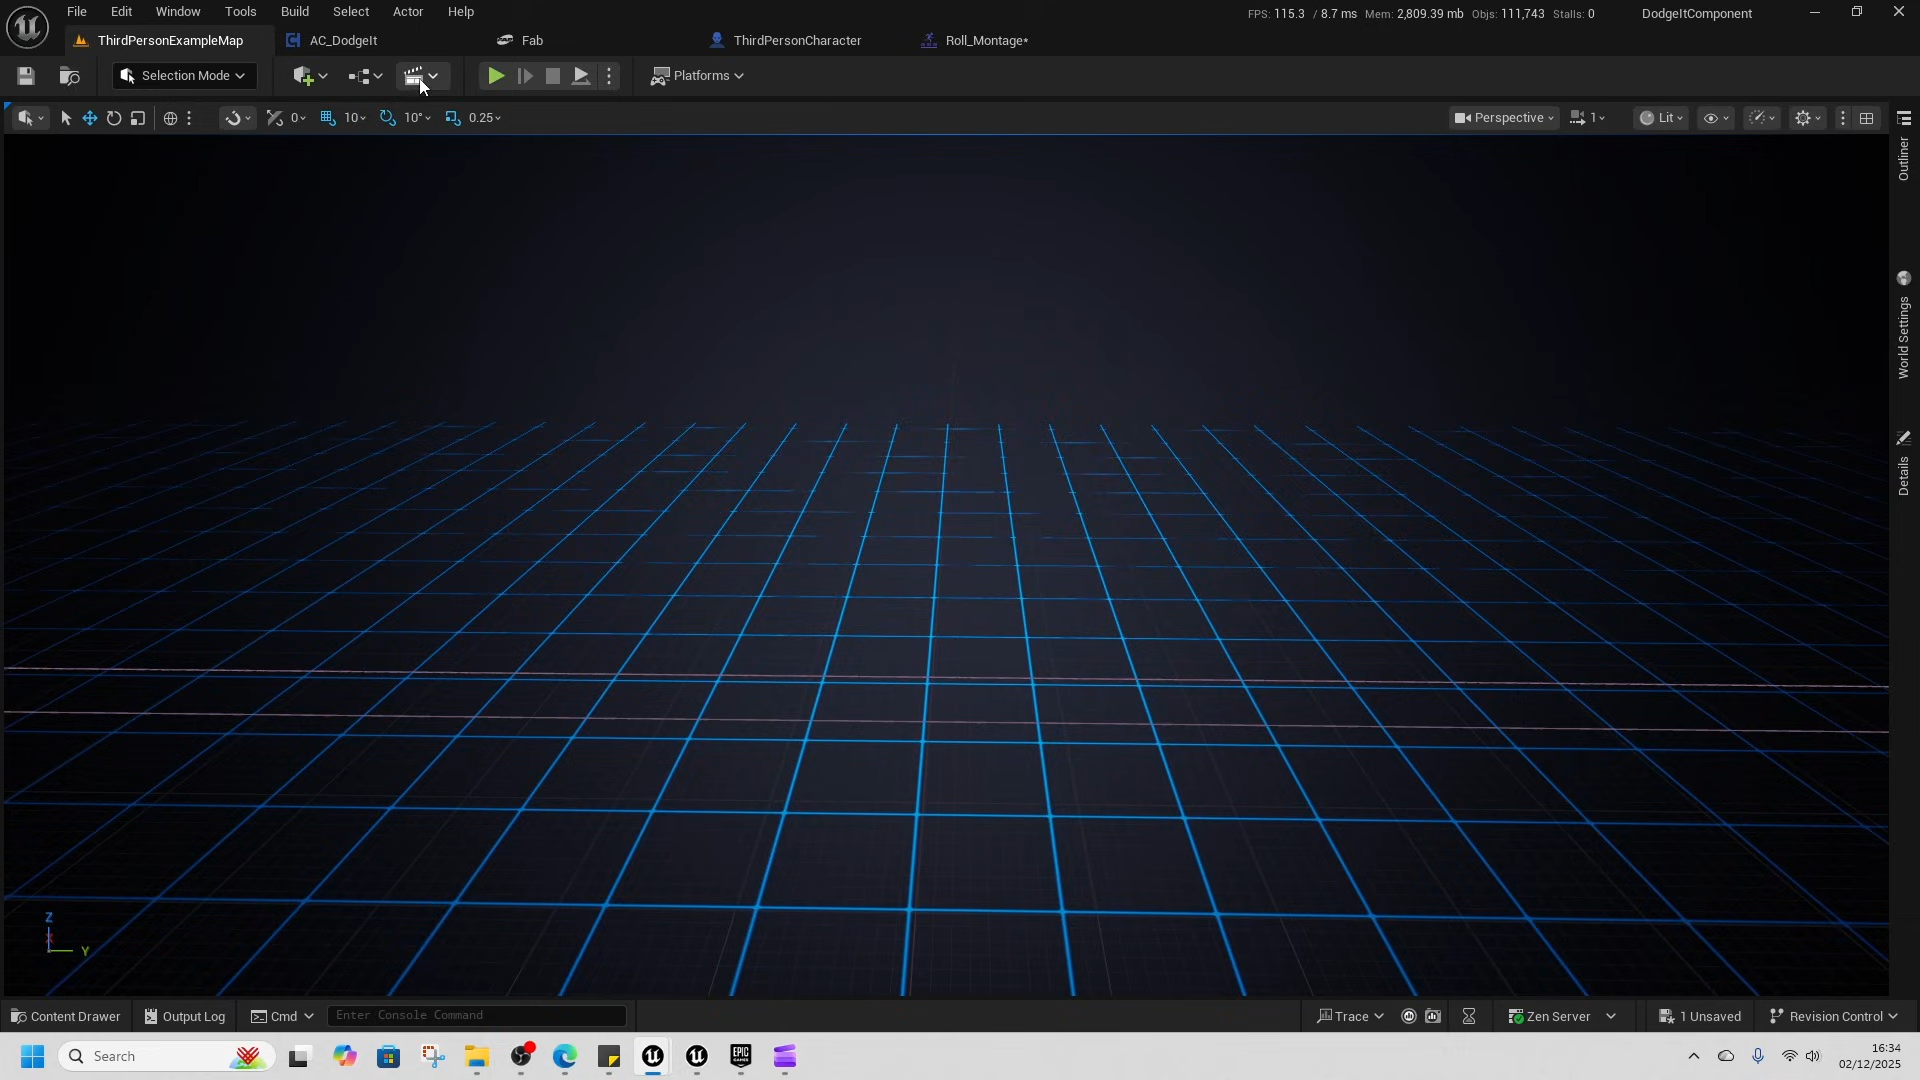 File Edit Window Tools Build Select Actor Help
FPS: 115.3 / 8.7 ms Mem: 2,809.39 mb Objs: 111,743 Stalls: 0 DodgeItComponent
ThirdPersonExampleMap AC_DodgeIt Fab ThirdPersonCharacter Roll_Montage*
Selection Mode Platforms
0 10 10° 0.25 Perspective 1 Lit
Outliner
World Settings
Details
Z
X
Y
Content Drawer Output Log Cmd Enter Console Command Trace Zen Server 1 Unsaved Revision Control
Search
EPIC GAMES
16:34
02/12/2025